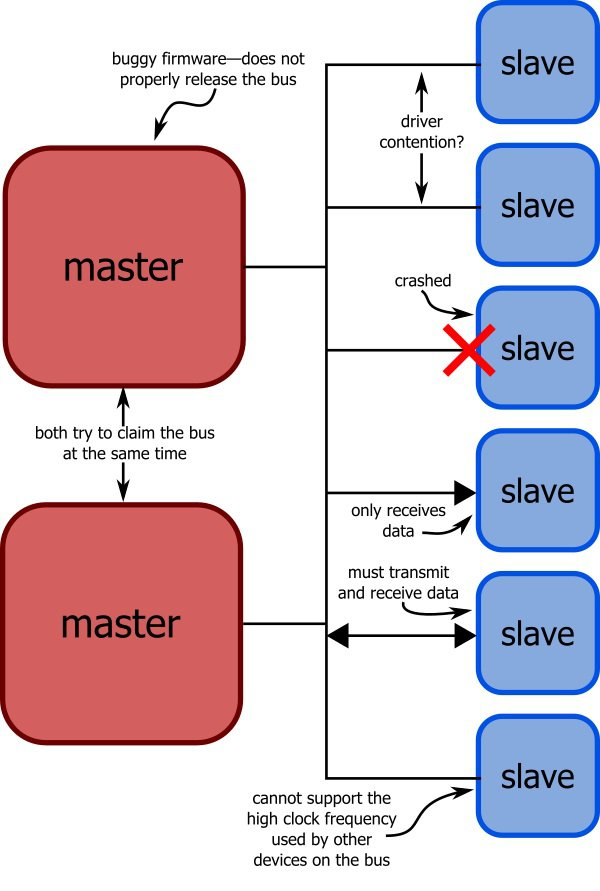 buggy firmware—does not
properly release the bus
master
both try to claim the bus
at the same time
master
slave
driver
contention?
slave
crashed
slave
only receives
data
slave
must transmit
and receive data
slave
cannot support the
high clock frequency
used by other
devices on the bus
slave